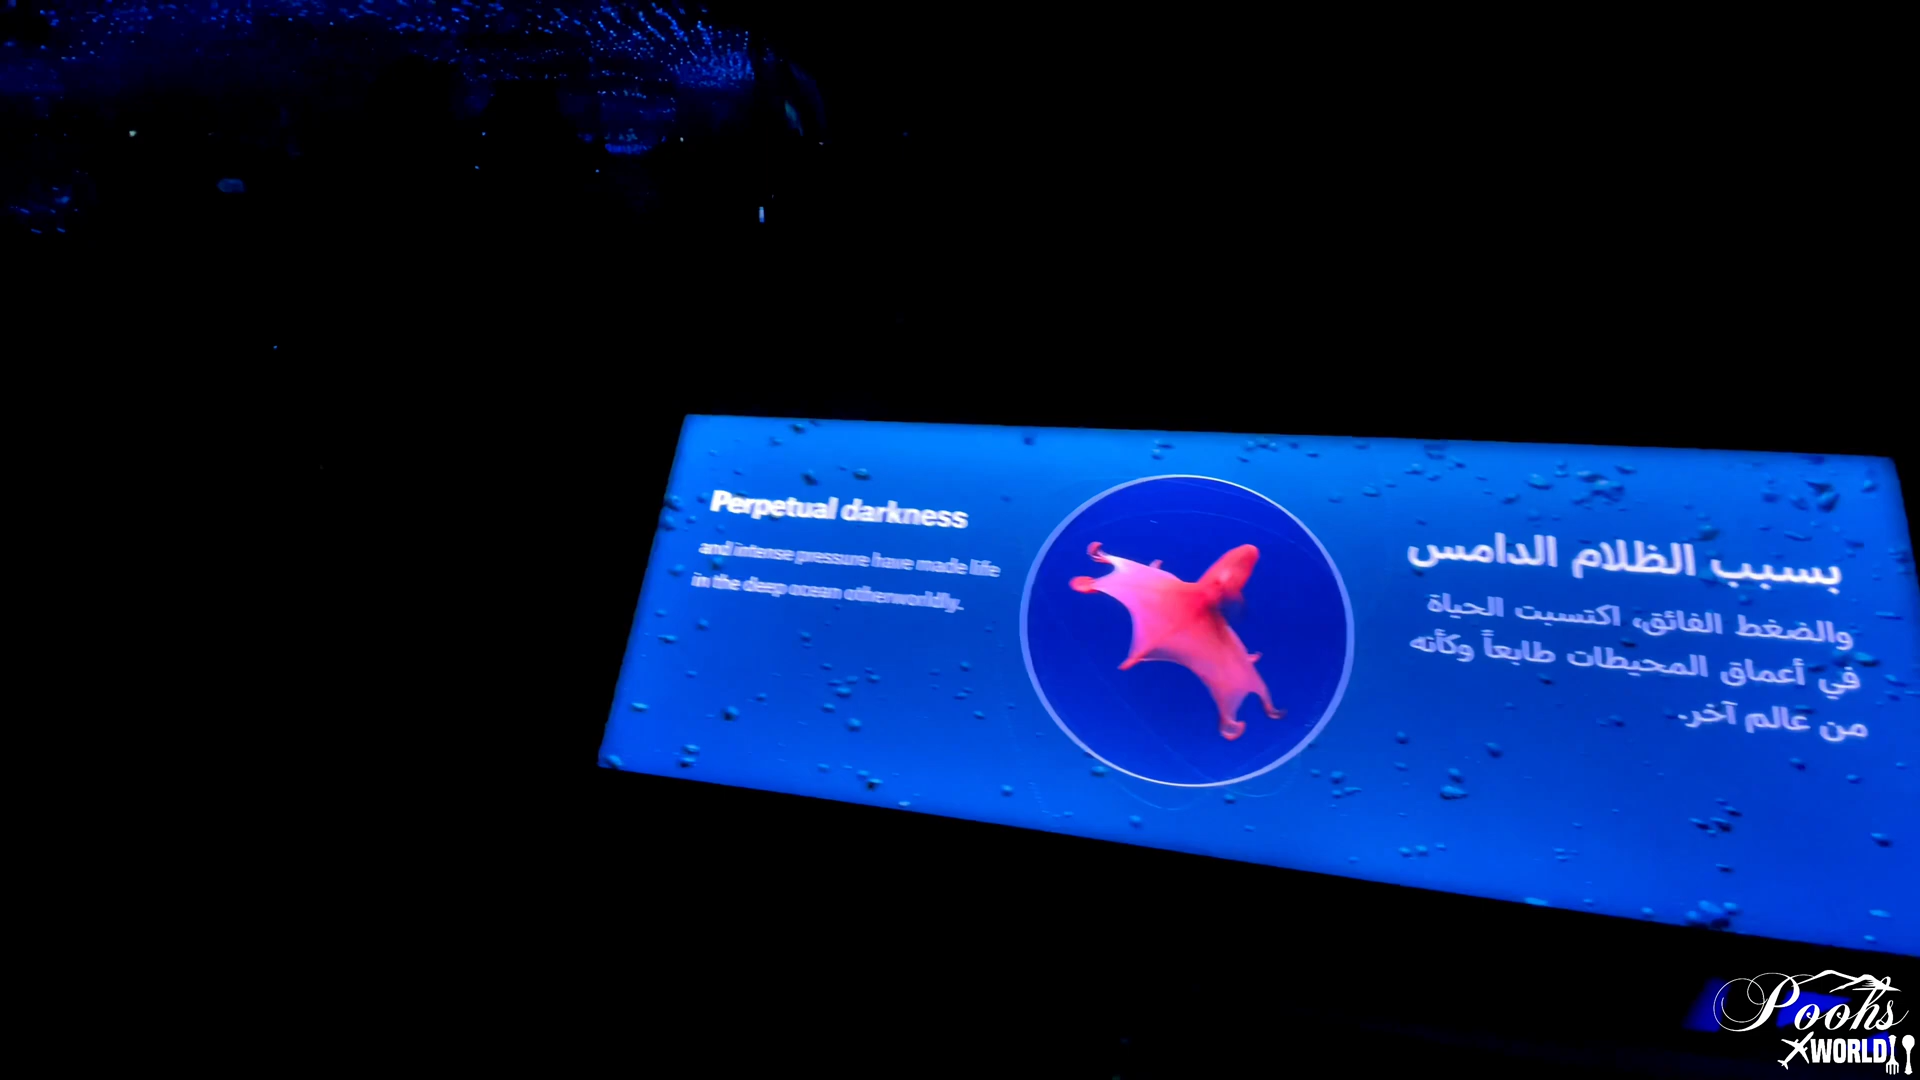 Perpetual darkness
and intense pressure have made life
in the deep ocean otherworldly.
بسبب الظلام الدامس
والضغط الفائق، اكتسبت الحياة
في أعماق المحيطات طابعاً وكأنه
من عالم آخر.
Poohs
WORLD